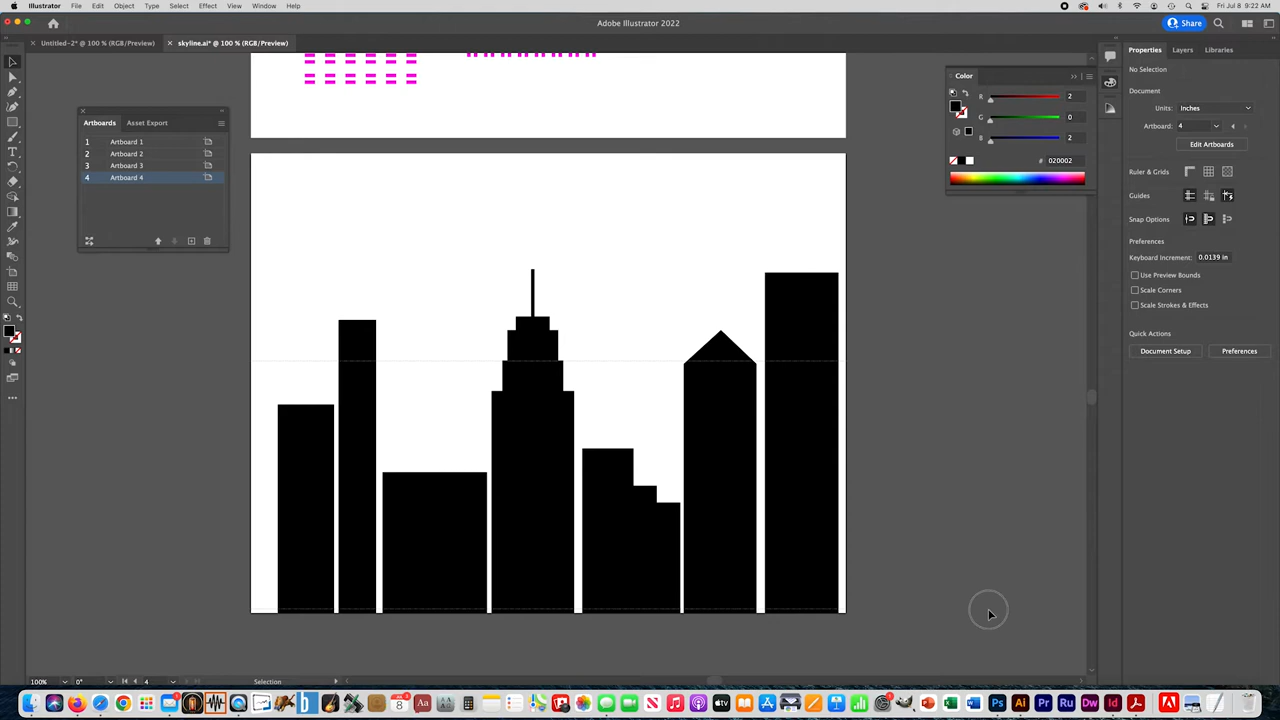 Illustrator File Edit Object Type Select Effect View Window Help
Fri Jul 8 9:22 AM
Adobe Illustrator 2022
Share
Untitled-2* @ 100 % (RGB/Preview)
skyline.ai* @ 100 % (RGB/Preview)
Artboards Asset Export
1 Artboard 1
2 Artboard 2
3 Artboard 3
4 Artboard 4
Color
R 2
G 0
B 2
# 020002
Properties Layers Libraries
No Selection
Document
Units: Inches
Artboard: 4
Edit Artboards
Ruler & Grids
Guides
Snap Options
Preferences
Keyboard Increment: 0.0139 in
Use Preview Bounds
Scale Corners
Scale Strokes & Effects
Quick Actions
Document Setup Preferences
100% 0° 4 Selection